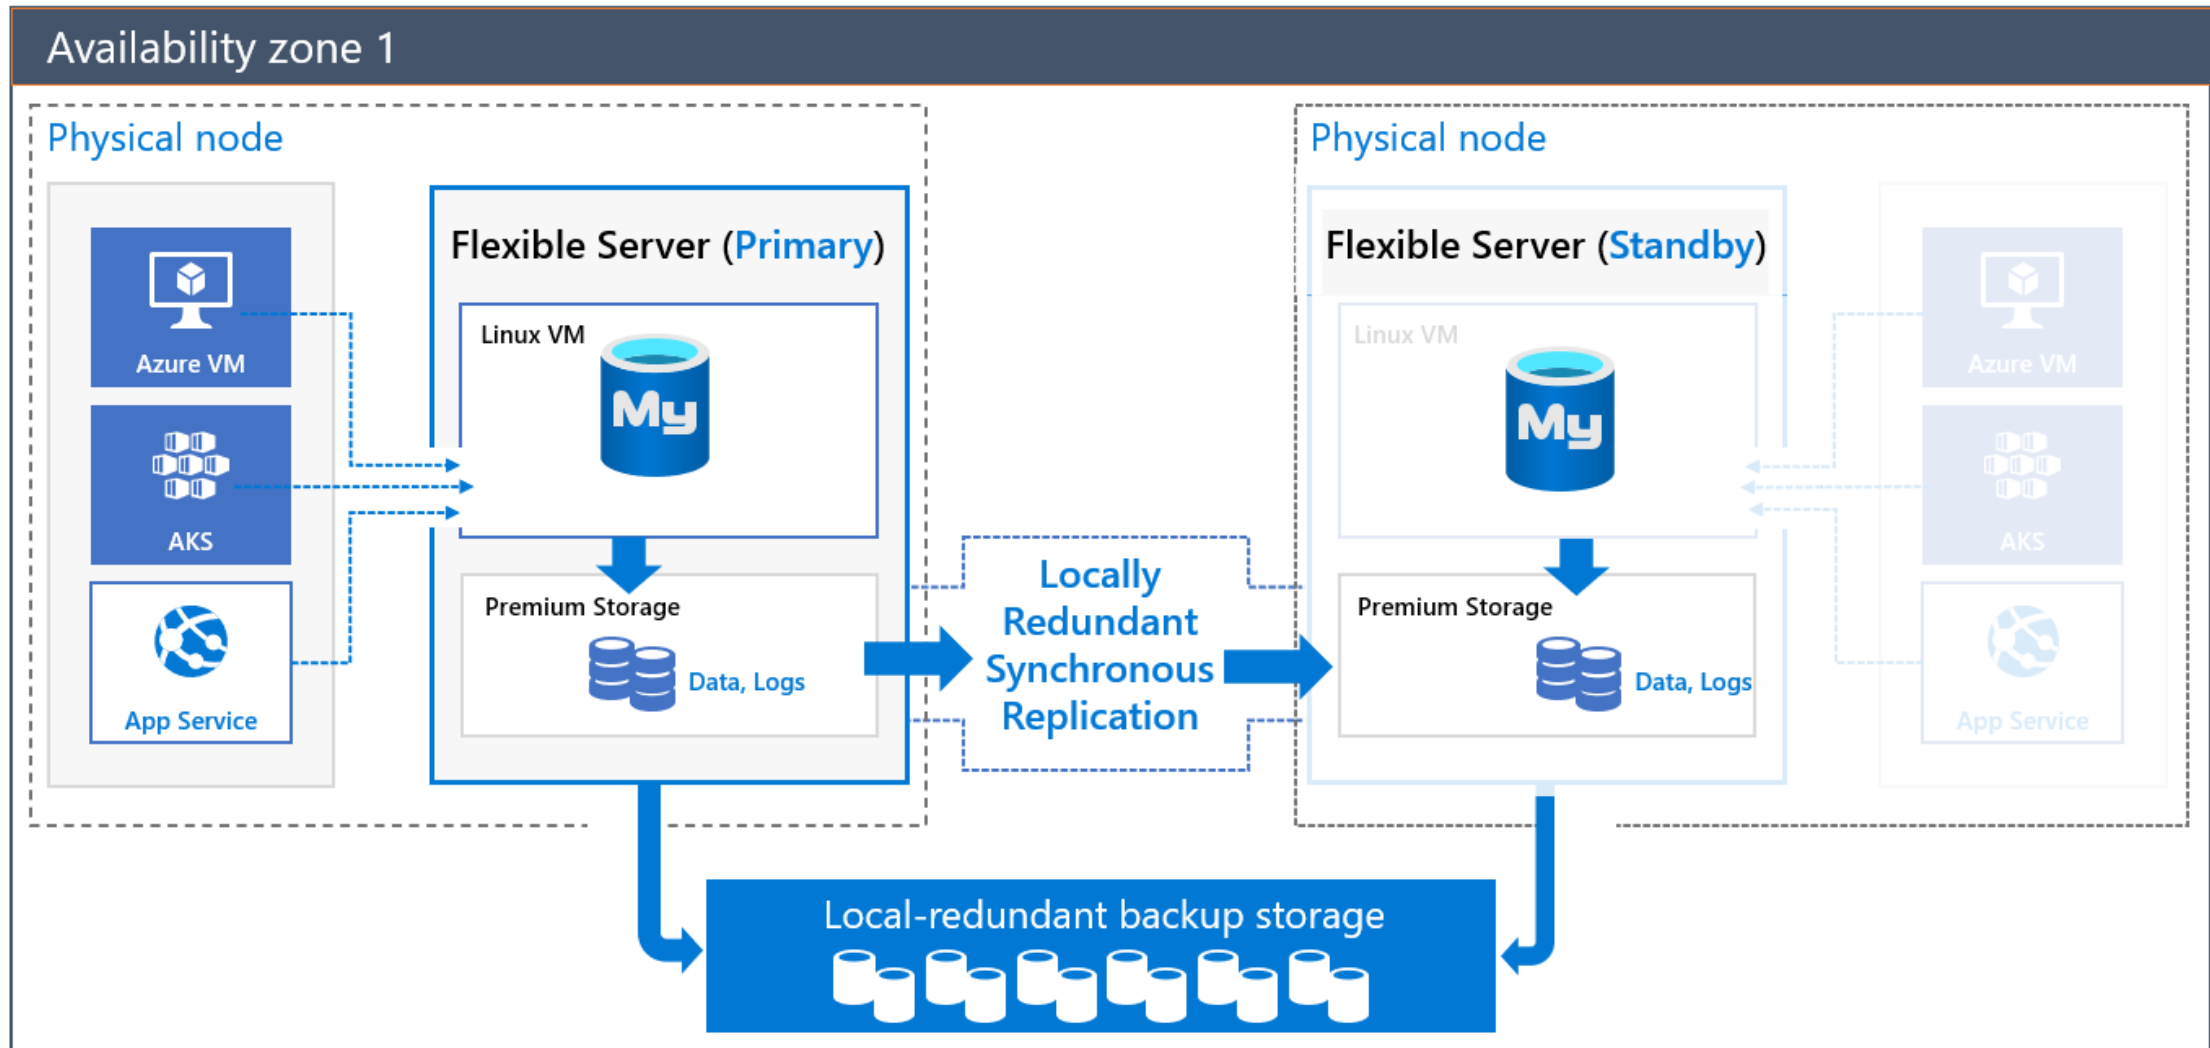 Availability zone 1
Physical node
Azure VM
AKS
App Service
Flexible Server (Primary)
Linux VM
My
Premium Storage
Data, Logs
Locally
Redundant
Synchronous
Replication
Physical node
Flexible Server (Standby)
Linux VM
My
Premium Storage
Data, Logs
Azure VM
AKS
App Service
Local-redundant backup storage